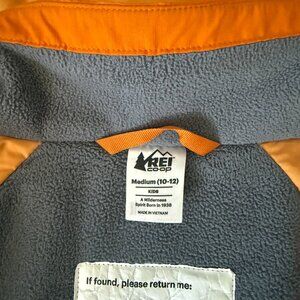 REI
CO·OP
Medium (10-12)
KIDS
A Wilderness
Spirit Born in 1938
MADE IN VIETNAM
If found, please return me: